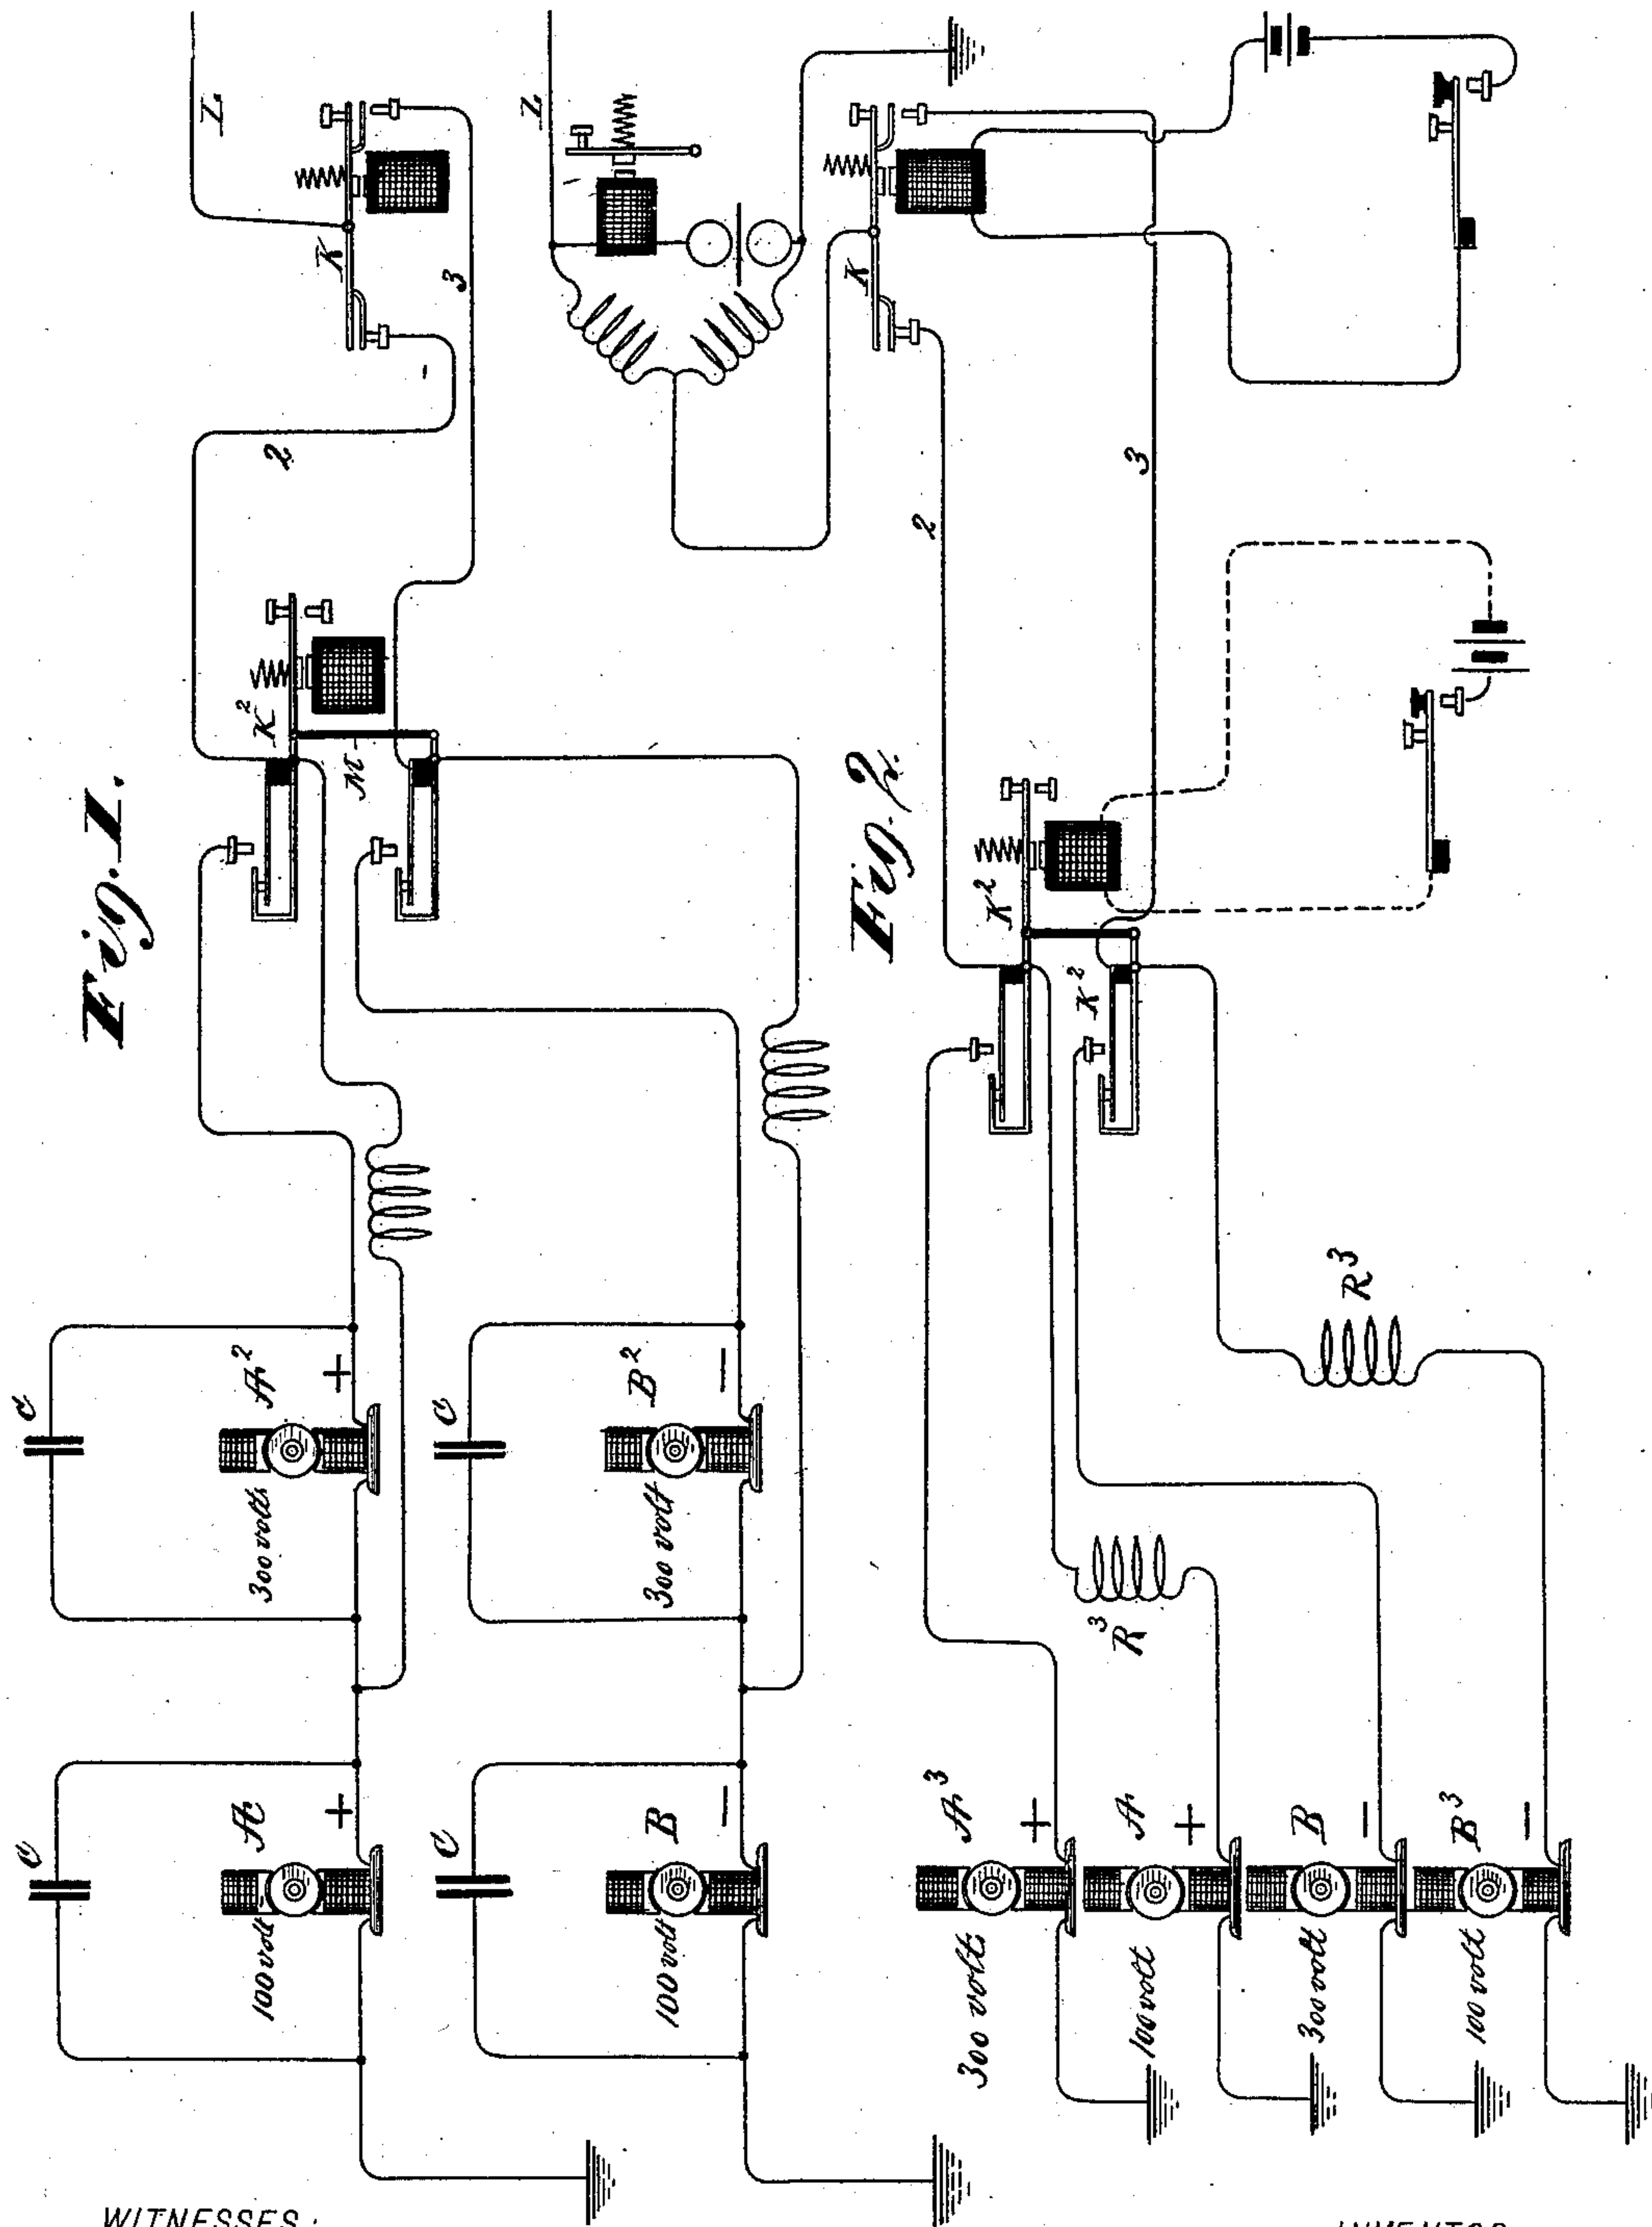 Fig. 1.
Z
K
3
2
K²
M
C
A²
+
300 volt
C
B²
−
300 volt
C
A
+
100 volt
C
B
−
100 volt
Fig. 2.
Z
K
2
3
K²
K²
R³
R³
A³
+
300 volt
A
+
100 volt
B
−
300 volt
B³
−
100 volt
WITNESSES:
INVENTOR